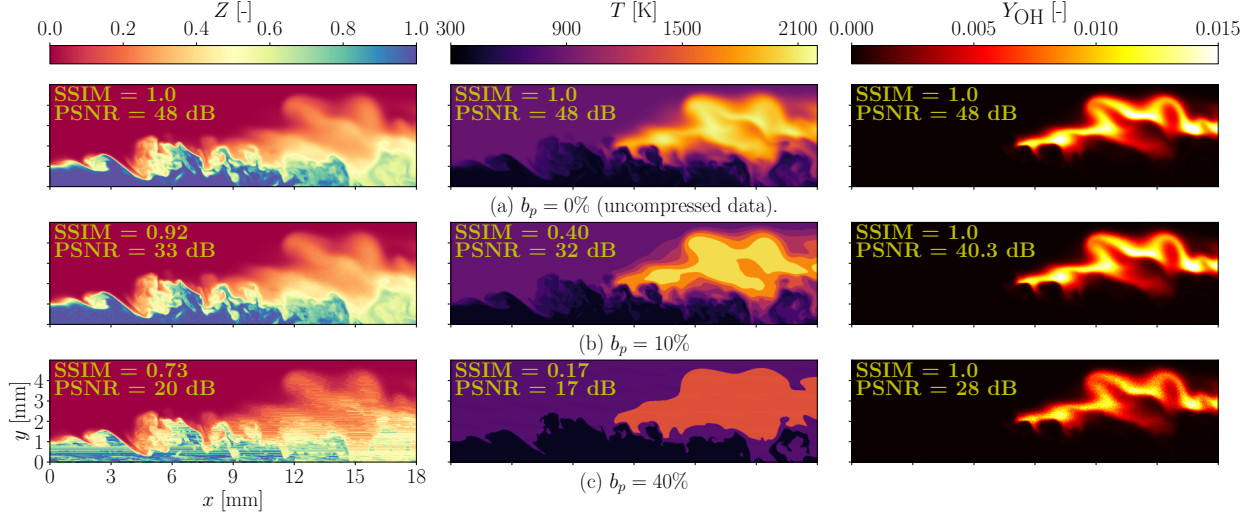 Z [-] T [K] Y_OH [-]
0.0 0.2 0.4 0.6 0.8 1.0 300 900 1500 2100 0.000 0.005 0.010 0.015
SSIM = 1.0 SSIM = 1.0 SSIM = 1.0
PSNR = 48 dB PSNR = 48 dB PSNR = 48 dB
(a) b_p = 0% (uncompressed data).
SSIM = 0.92 SSIM = 0.40 SSIM = 1.0
PSNR = 33 dB PSNR = 32 dB PSNR = 40.3 dB
(b) b_p = 10%
SSIM = 0.73 SSIM = 0.17 SSIM = 1.0
PSNR = 20 dB PSNR = 17 dB PSNR = 28 dB
4
3
2
1
0
y [mm]
0 3 6 9 12 15 18
x [mm]
(c) b_p = 40%